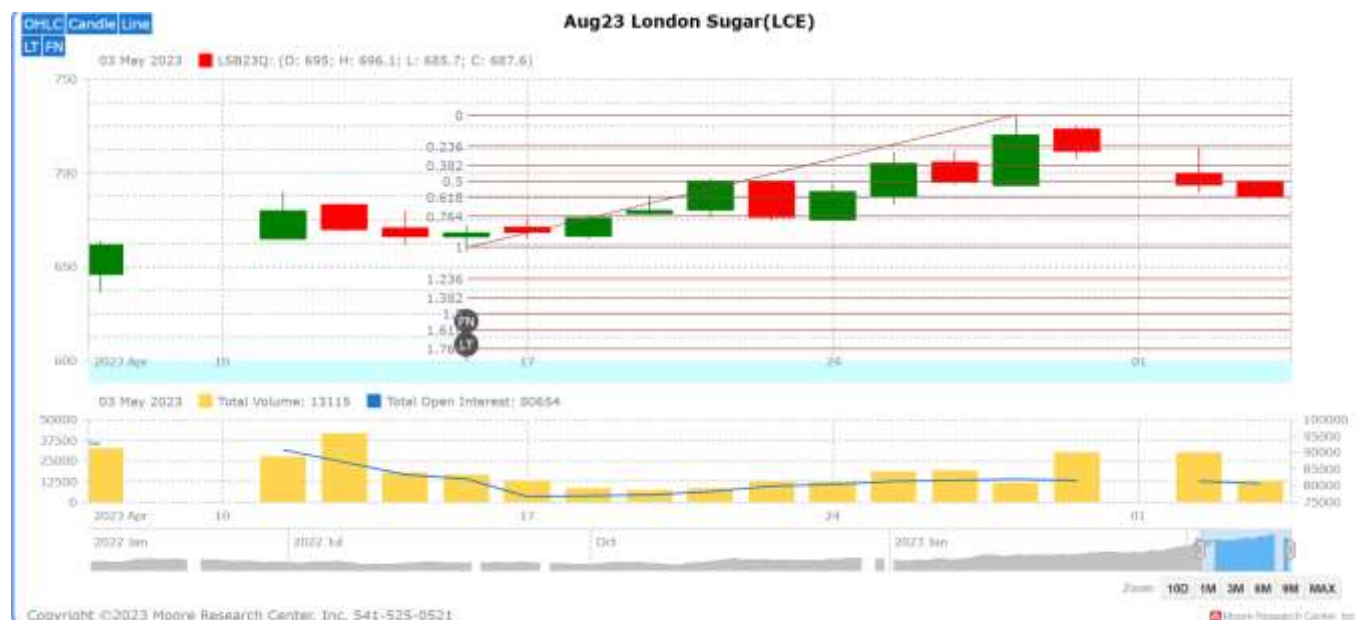 Aug23 London Sugar(LCE)
OHLC Candle Line
LT FN
03 May 2023 LSB23Q: (O: 695; H: 696.1; L: 685.7; C: 687.6)
750
0
0.236
700
0.382
0.5
0.618
0.764
1
650
1.236
1.382
FN
LT
600
2023 Apr 10 17 24 01
03 May 2023 Total Volume: 13115 Total Open Interest: 80654
50000 100000
37500 95000
25000 90000
12500 85000
0 80000
75000
2023 Apr 10 17 24 01
2022 Jan 2022 Jul Oct 2023 Jan
Zoom: 10D 1M 3M 6M 9M MAX
Copyright ©2023 Moore Research Center, Inc. 541-525-0521
Moore Research Center, Inc.